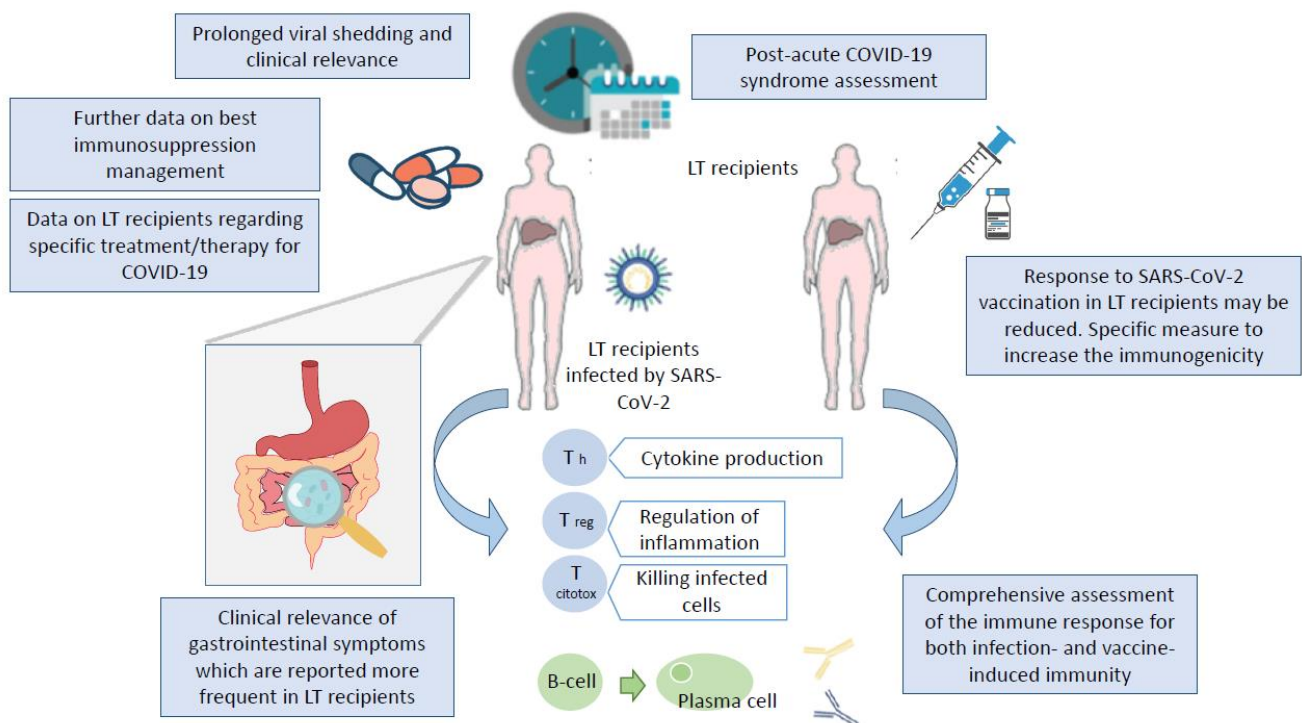 Prolonged viral shedding and
clinical relevance
Post-acute COVID-19
syndrome assessment
Further data on best
immunosuppression
management
LT recipients
Data on LT recipients regarding
specific treatment/therapy for
COVID-19
Response to SARS-CoV-2
vaccination in LT recipients may be
reduced. Specific measure to
increase the immunogenicity
LT recipients
infected by SARS-
CoV-2
T h
Cytokine production
T reg
Regulation of
inflammation
T
citotox
Killing infected
cells
Clinical relevance of
gastrointestinal symptoms
which are reported more
frequent in LT recipients
Comprehensive assessment
of the immune response for
both infection- and vaccine-
induced immunity
B-cell
Plasma cell